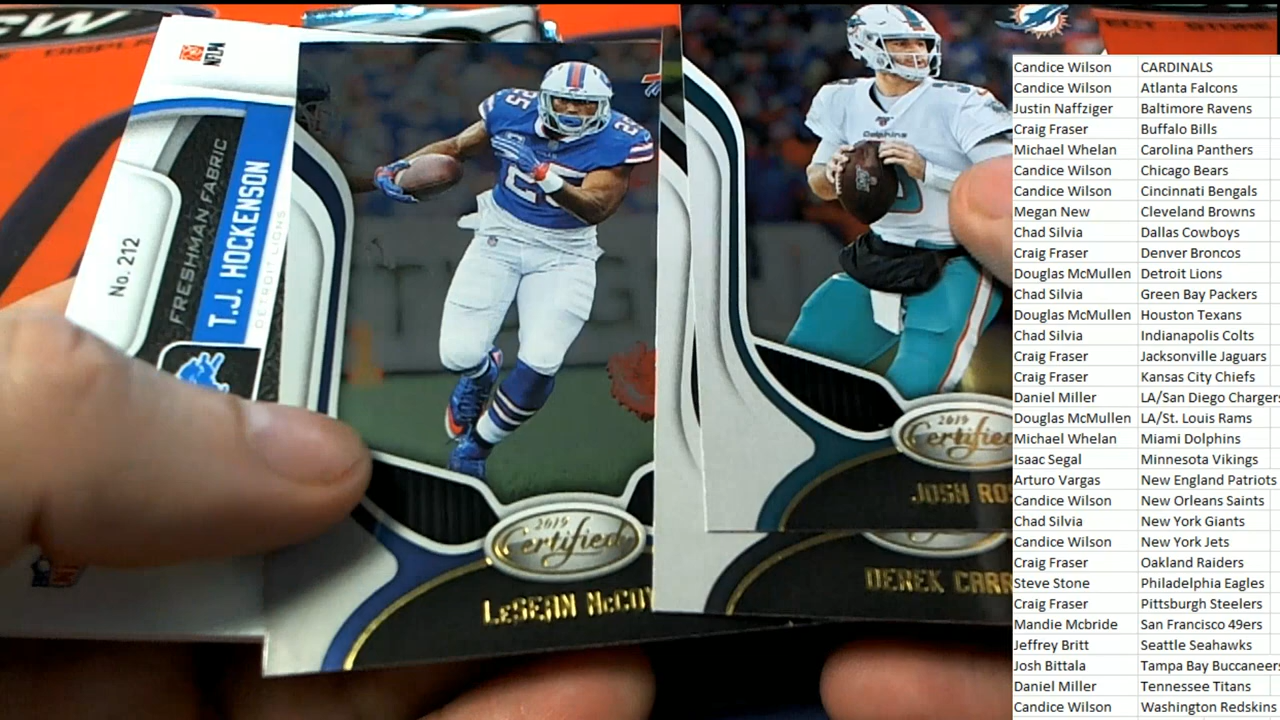 NFL
No. 212
FRESHMAN FABRIC
T.J. HOCKENSON
DETROIT LIONS
25
25
2019
Certified
LeSEAN McCOY
Dolphins
2019
Certified
JOSH RO
DEREK CARR
Candice Wilson CARDINALS
Candice Wilson Atlanta Falcons
Justin Naffziger Baltimore Ravens
Craig Fraser Buffalo Bills
Michael Whelan Carolina Panthers
Candice Wilson Chicago Bears
Candice Wilson Cincinnati Bengals
Megan New Cleveland Browns
Chad Silvia Dallas Cowboys
Craig Fraser Denver Broncos
Douglas McMullen Detroit Lions
Chad Silvia Green Bay Packers
Douglas McMullen Houston Texans
Chad Silvia Indianapolis Colts
Craig Fraser Jacksonville Jaguars
Craig Fraser Kansas City Chiefs
Daniel Miller LA/San Diego Chargers
Douglas McMullen LA/St. Louis Rams
Michael Whelan Miami Dolphins
Isaac Segal Minnesota Vikings
Arturo Vargas New England Patriots
Candice Wilson New Orleans Saints
Chad Silvia New York Giants
Candice Wilson New York Jets
Craig Fraser Oakland Raiders
Steve Stone Philadelphia Eagles
Craig Fraser Pittsburgh Steelers
Mandie Mcbride San Francisco 49ers
Jeffrey Britt Seattle Seahawks
Josh Bittala Tampa Bay Buccaneers
Daniel Miller Tennessee Titans
Candice Wilson Washington Redskins